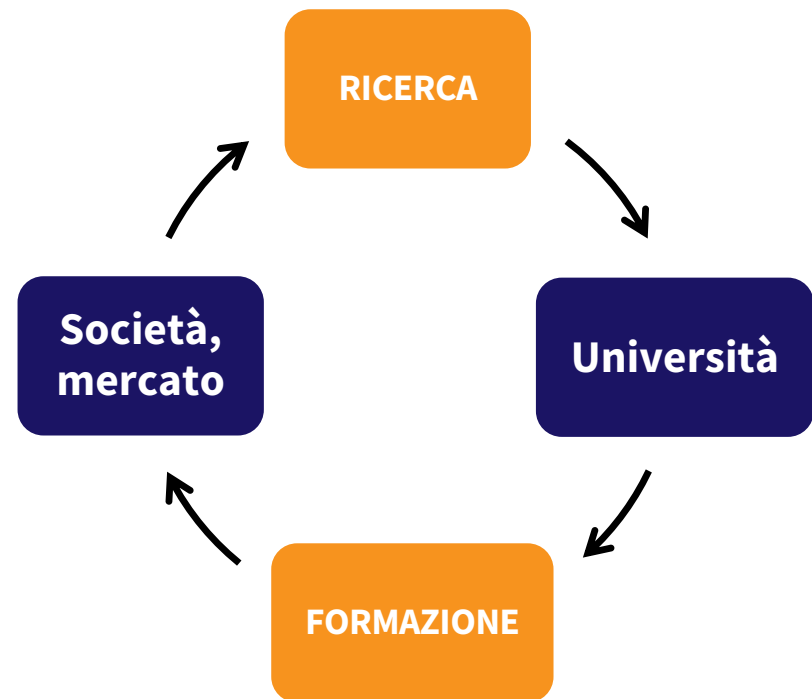 RICERCA
Società,
mercato
Università
FORMAZIONE